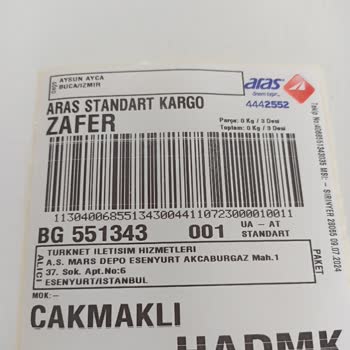 AYSUN AYCA
BUCA/IZMIR
aras
4442552
ARAS STANDART KARGO
ZAFER
Parça: 0 Kg / 3 Desi
Toplam: 0 Kg / 3 Desi
BG 551343 001 UA - AT
STANDART
ALICI
TURKNET ILETISIM HIZMETLERI
A.S. MARS DEPO ESENYURT AKCABURGAZ Mah.1
37. Sok. Apt.No:6
ESENYURT/ISTANBUL
PAKET
MOK: --
CAKMAKLI
HADMK